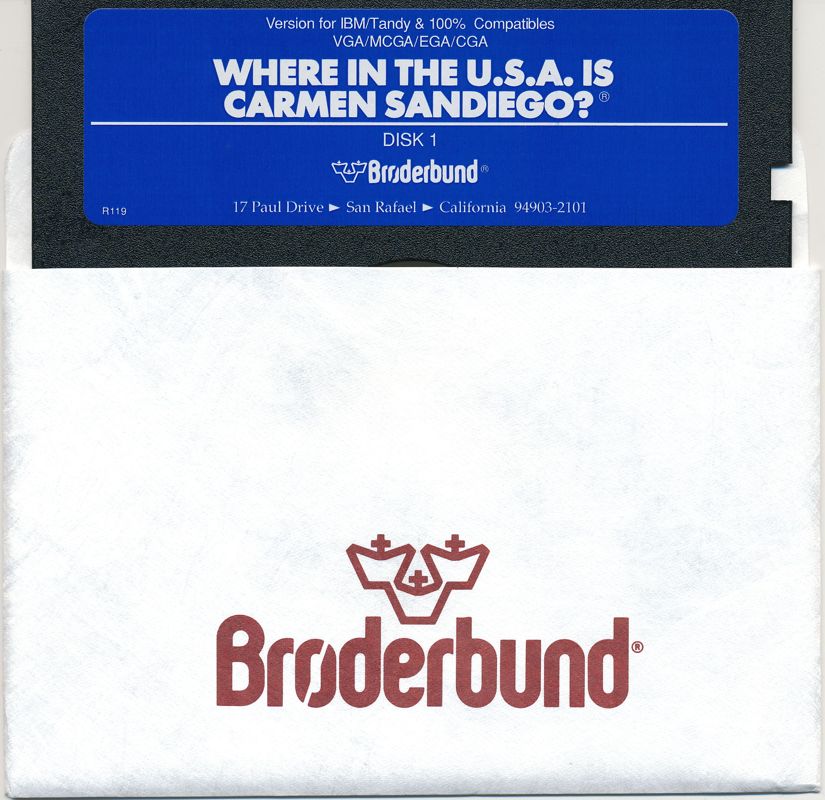 Version for IBM/Tandy & 100% Compatibles
VGA/MCGA/EGA/CGA
WHERE IN THE U.S.A. IS
CARMEN SANDIEGO?®
DISK 1
Brøderbund®
R119
17 Paul Drive ► San Rafael ► California 94903-2101
Brøderbund®